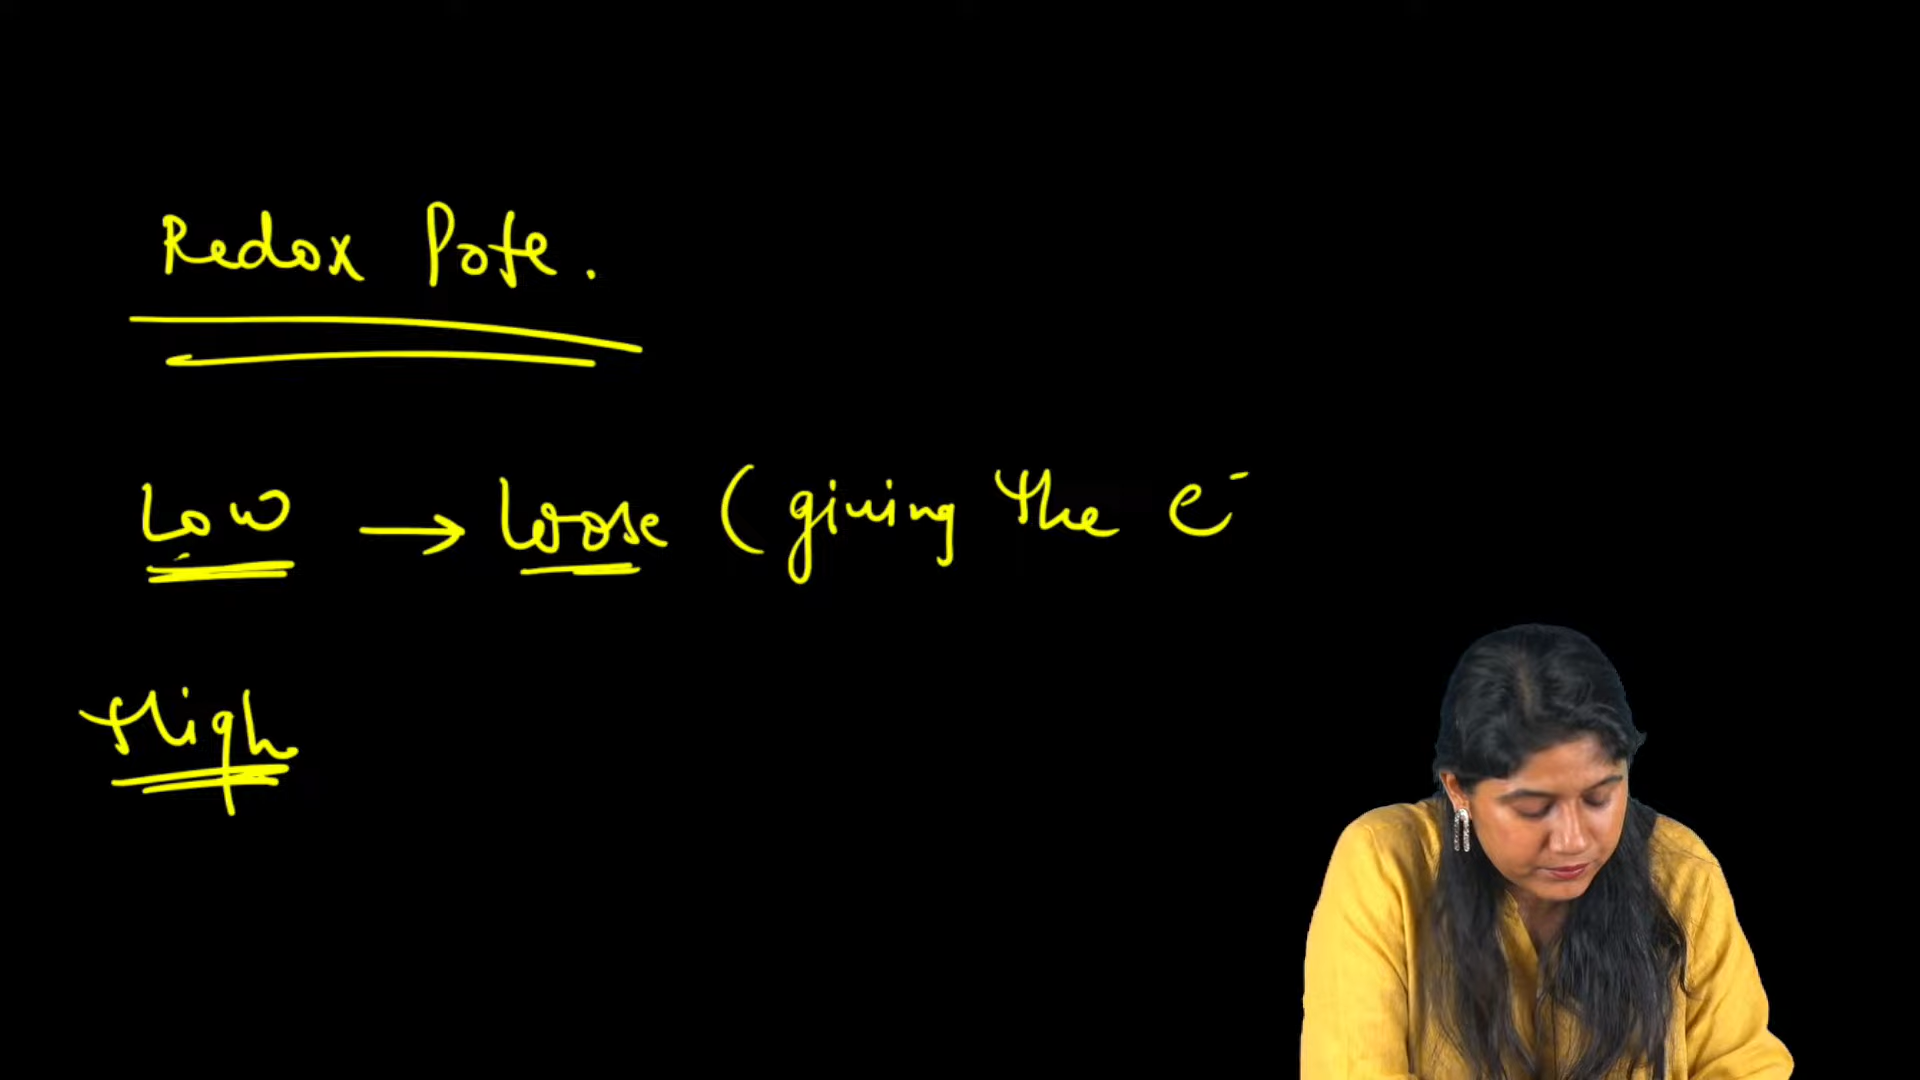 Redox Pote.
Low → Loose (giving the e⁻
High